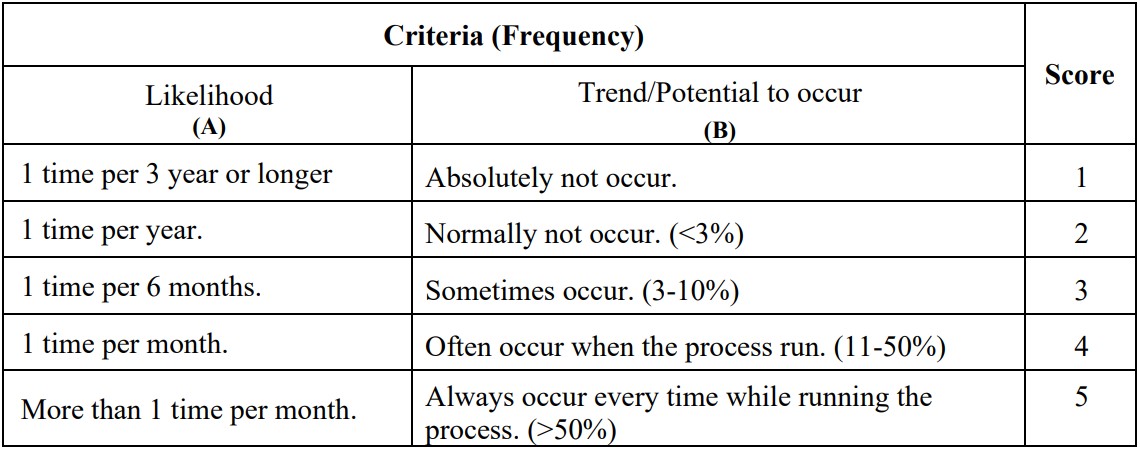 Criteria (Frequency)
Score
Likelihood
(A)
Trend/Potential to occur
(B)
1 time per 3 year or longer
Absolutely not occur.
1
1 time per year.
Normally not occur. (<3%)
2
1 time per 6 months.
Sometimes occur. (3-10%)
3
1 time per month.
Often occur when the process run. (11-50%)
4
More than 1 time per month.
Always occur every time while running the
process. (>50%)
5